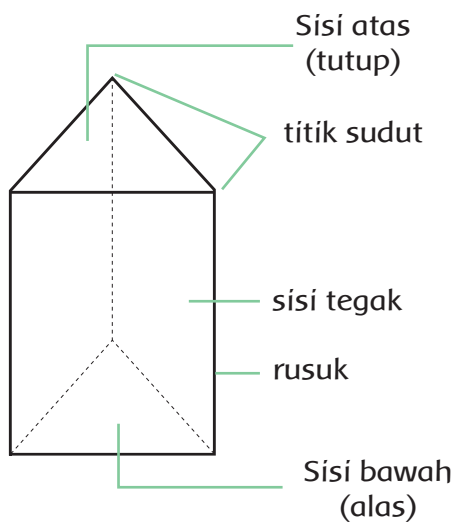 Sisi atas
(tutup)
titik sudut
sisi tegak
rusuk
Sisi bawah
(alas)